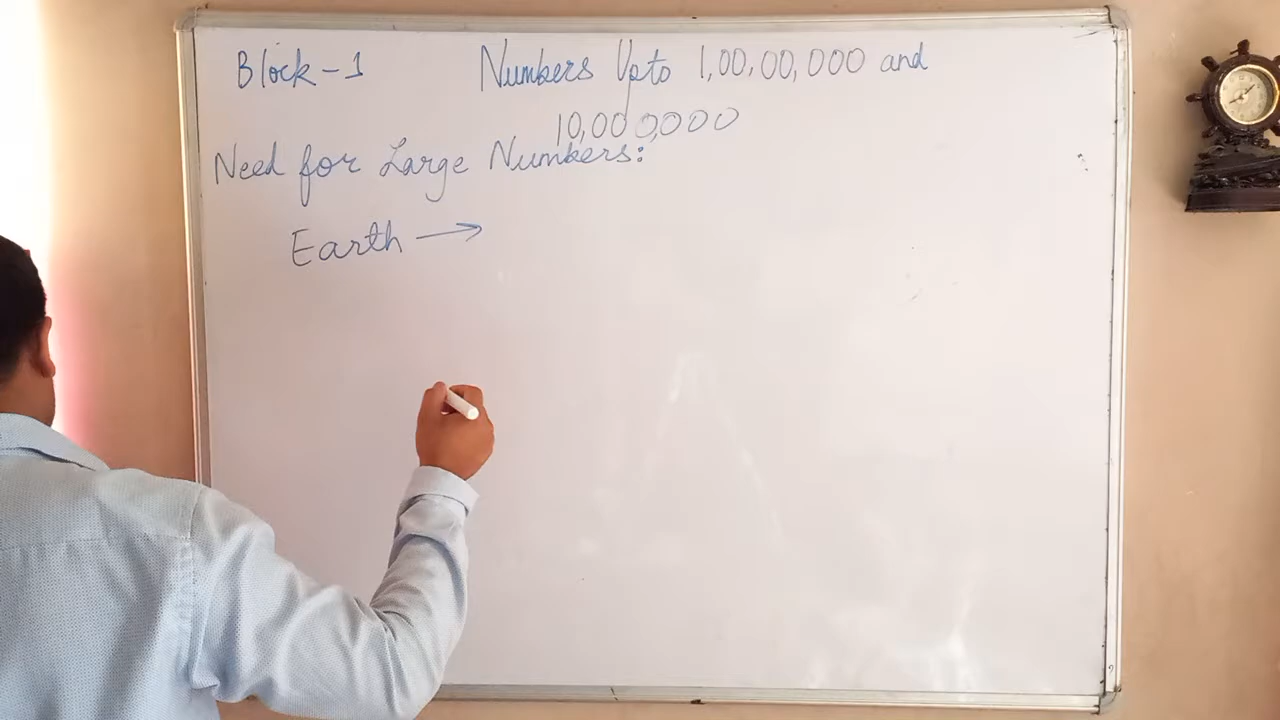 Block-1 Numbers Upto 1,00,00,000 and
10,000,000
Need for Large Numbers:
Earth →